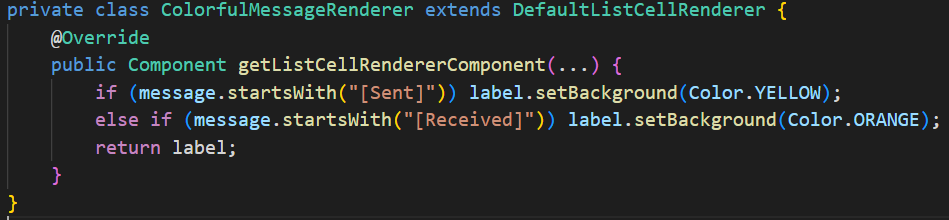 private class ColorfulMessageRenderer extends DefaultListCellRenderer {
    @Override
    public Component getListCellRendererComponent(...) {
        if (message.startsWith("[Sent]")) label.setBackground(Color.YELLOW);
        else if (message.startsWith("[Received]")) label.setBackground(Color.ORANGE);
        return label;
    }
}